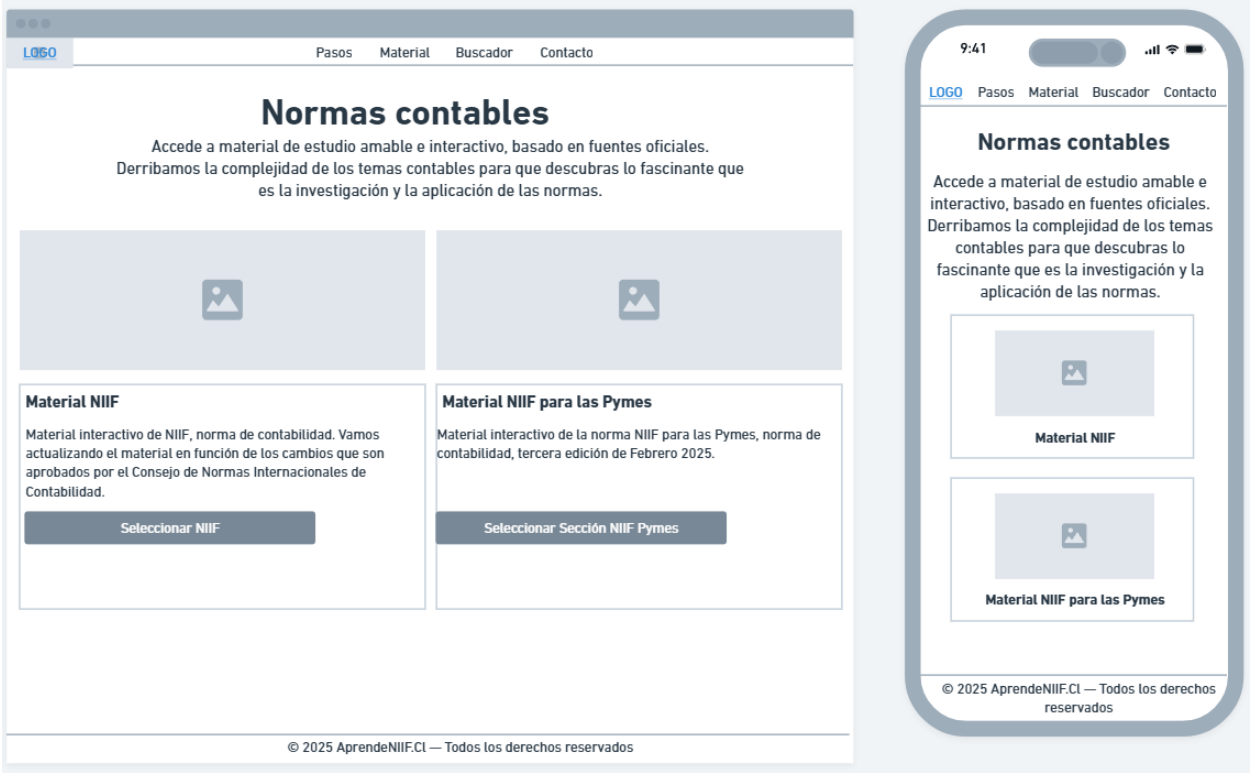 LOGO
Pasos Material Buscador Contacto
Normas contables
Accede a material de estudio amable e interactivo, basado en fuentes oficiales.
Derribamos la complejidad de los temas contables para que descubras lo fascinante que
es la investigación y la aplicación de las normas.
Material NIIF
Material interactivo de NIIF, norma de contabilidad. Vamos
actualizando el material en función de los cambios que son
aprobados por el Consejo de Normas Internacionales de
Contabilidad.
Seleccionar NIIF
Material NIIF para las Pymes
Material interactivo de la norma NIIF para las Pymes, norma de
contabilidad, tercera edición de Febrero 2025.
Seleccionar Sección NIIF Pymes
© 2025 AprendeNIIF.Cl — Todos los derechos reservados
9:41
LOGO Pasos Material Buscador Contacto
Normas contables
Accede a material de estudio amable e
interactivo, basado en fuentes oficiales.
Derribamos la complejidad de los temas
contables para que descubras lo
fascinante que es la investigación y la
aplicación de las normas.
Material NIIF
Material NIIF para las Pymes
© 2025 AprendeNIIF.Cl — Todos los derechos
reservados